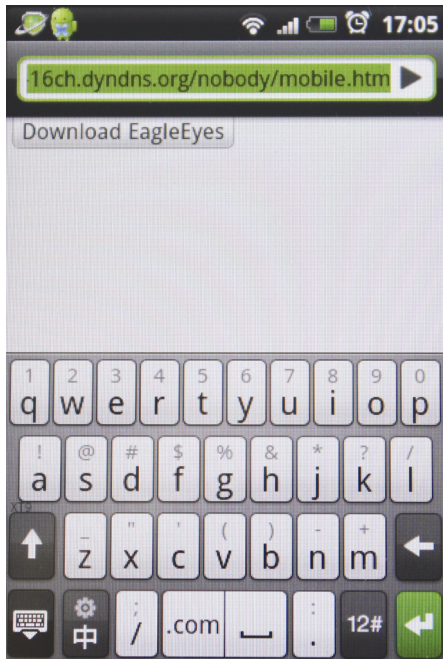 17:05
-16ch.dyndns.org/nobody/mobile.htm
Download EagleEyes
1 2 3 4 5 6 7 8 9 0
q w e r t y u i o p
! @ # $ % & * ? /
a s d f g h j k l
XT9
_ " ' ( ) - +
z x c v b n m
; :
中 / .com . 12#